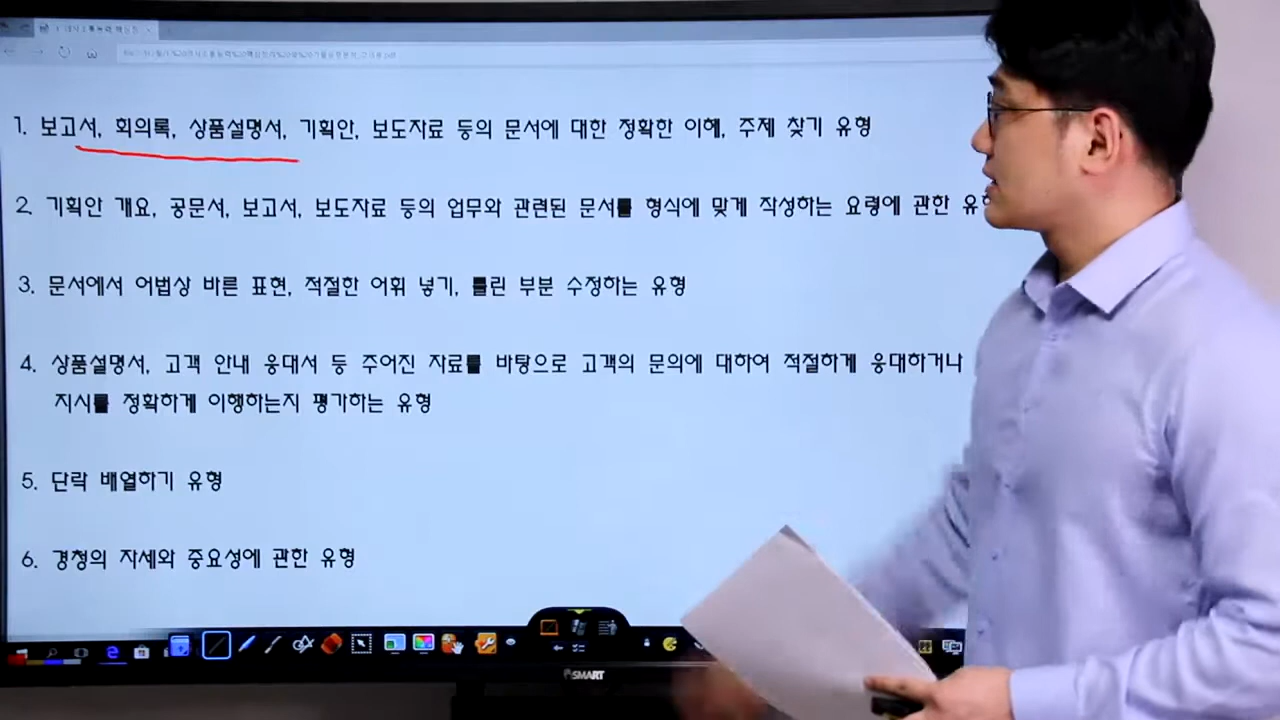 1. 보고서, 회의록, 상품설명서, 기획안, 보도자료 등의 문서에 대한 정확한 이해, 주제 찾기 유형
2. 기획안 개요, 공문서, 보고서, 보도자료 등의 업무와 관련된 문서를 형식에 맞게 작성하는 요령에 관한
3. 문서에서 어법상 바른 표현, 적절한 어휘 넣기, 틀린 부분 수정하는 유형
4. 상품설명서, 고객 안내 응대서 등 주어진 자료를 바탕으로 고객의 문의에 대하여 적절하게 응대하거나
지시를 정확하게 이행하는지 평가하는 유형
5. 단락 배열하기 유형
6. 경청의 자세와 중요성에 관한 유형
SMART